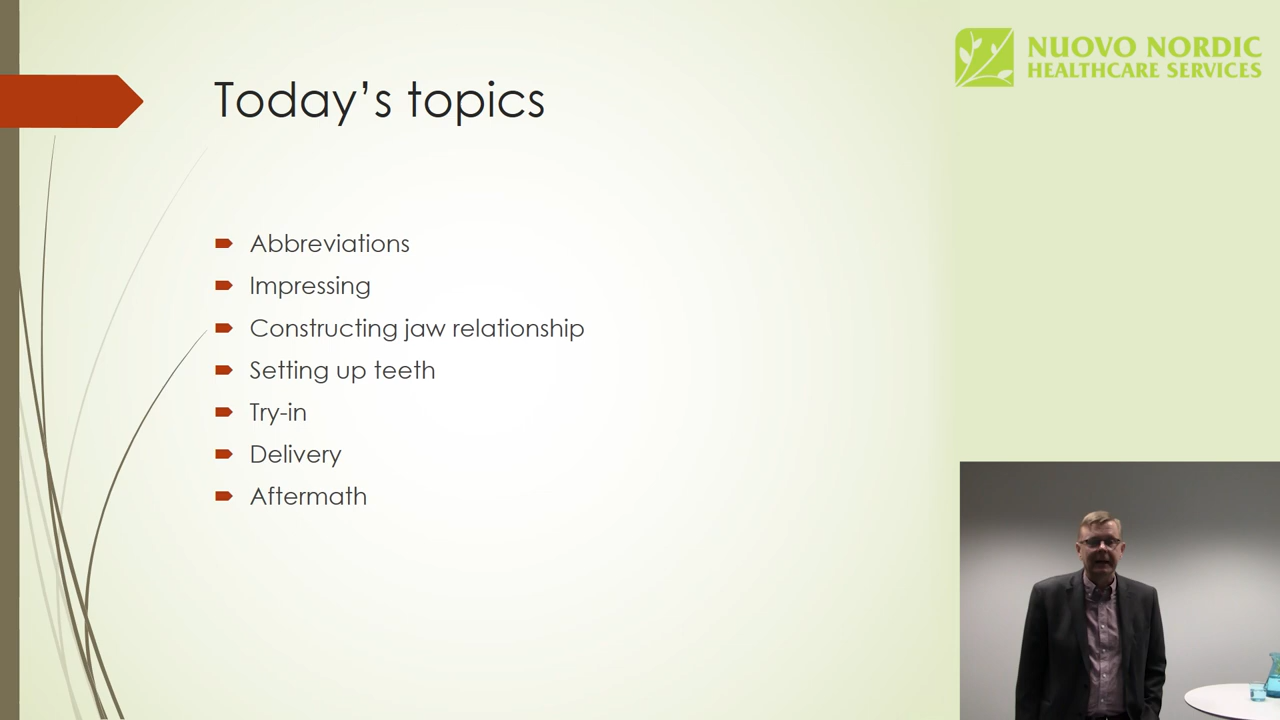 NUOVO NORDIC
HEALTHCARE SERVICES
Today's topics
Abbreviations
Impressing
Constructing jaw relationship
Setting up teeth
Try-in
Delivery
Aftermath